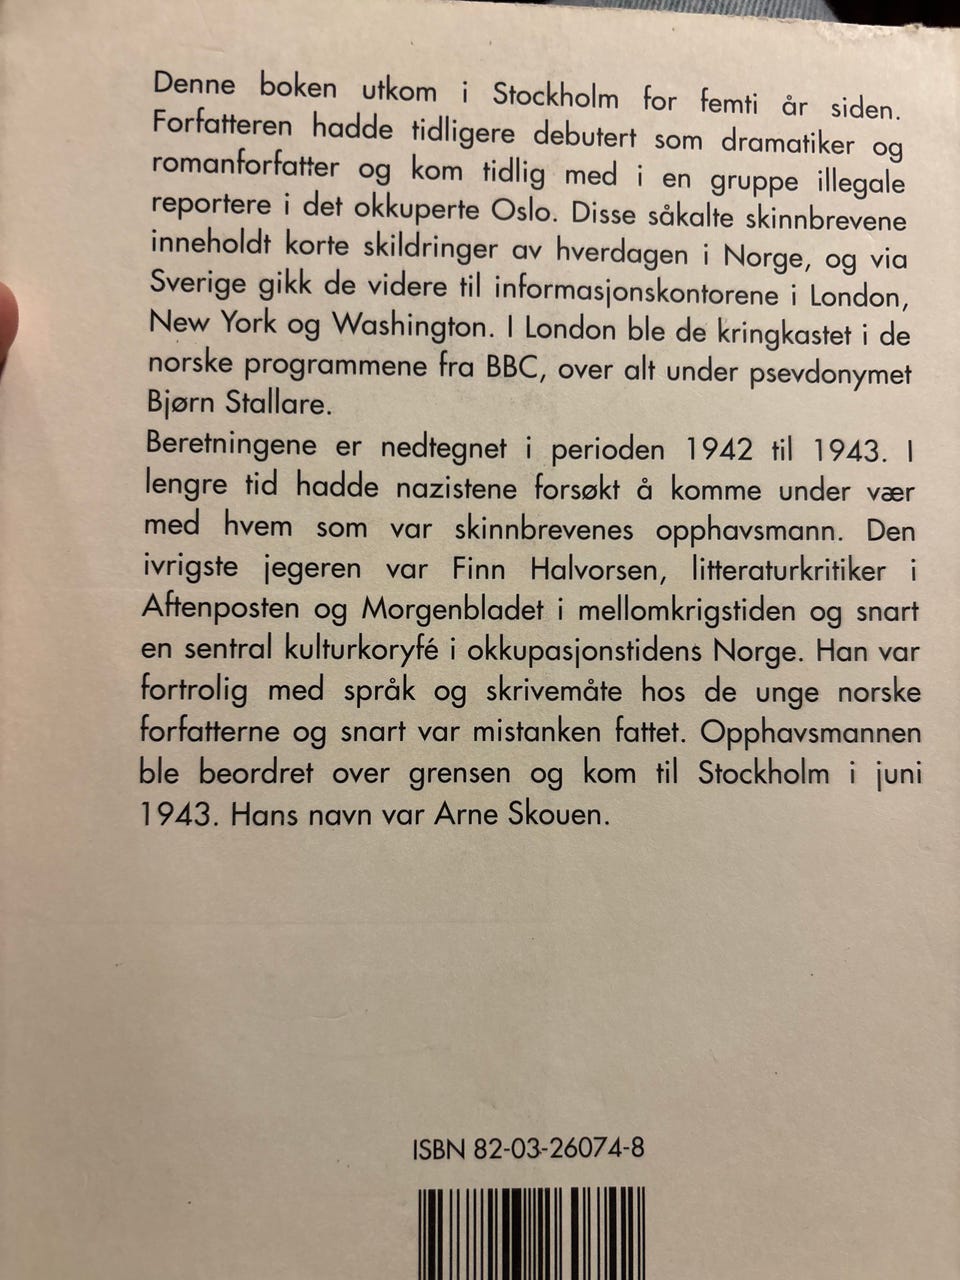 Denne boken utkom i Stockholm for femti år siden.
Forfatteren hadde tidligere debutert som dramatiker og
romanforfatter og kom tidlig med i en gruppe illegale
reportere i det okkuperte Oslo. Disse såkalte skinnbrevene
inneholdt korte skildringer av hverdagen i Norge, og via
Sverige gikk de videre til informasjonskontorene i London,
New York og Washington. I London ble de kringkastet i de
norske programmene fra BBC, over alt under psevdonymet
Bjørn Stallare.
Beretningene er nedtegnet i perioden 1942 til 1943. I
lengre tid hadde nazistene forsøkt å komme under vær
med hvem som var skinnbrevenes opphavsmann. Den
ivrigste jegeren var Finn Halvorsen, litteraturkritiker i
Aftenposten og Morgenbladet i mellomkrigstiden og snart
en sentral kulturkoryfé i okkupasjonstidens Norge. Han var
fortrolig med språk og skrivemåte hos de unge norske
forfatterne og snart var mistanken fattet. Opphavsmannen
ble beordret over grensen og kom til Stockholm i juni
1943. Hans navn var Arne Skouen.
ISBN 82-03-26074-8